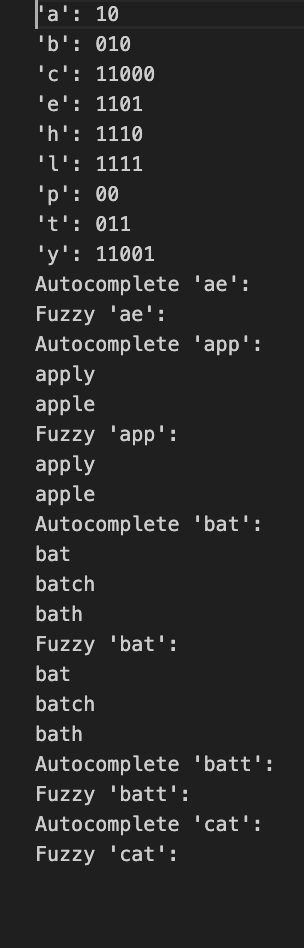 'a': 10
'b': 010
'c': 11000
'e': 1101
'h': 1110
'l': 1111
'p': 00
't': 011
'y': 11001
Autocomplete 'ae':
Fuzzy 'ae':
Autocomplete 'app':
apply
apple
Fuzzy 'app':
apply
apple
Autocomplete 'bat':
bat
batch
bath
Fuzzy 'bat':
bat
batch
bath
Autocomplete 'batt':
Fuzzy 'batt':
Autocomplete 'cat':
Fuzzy 'cat':